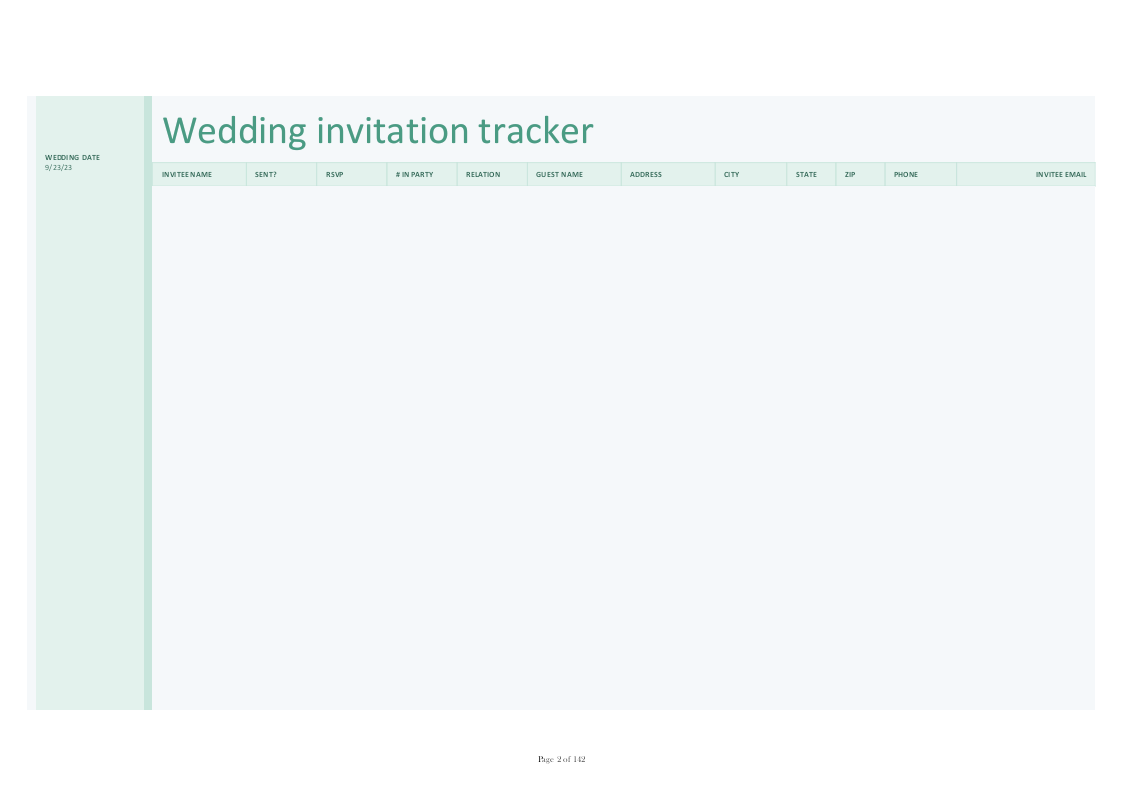 Wedding invitation tracker
WEDDING DATE
9/23/23
INVITEE NAME SENT? RSVP # IN PARTY RELATION GUEST NAME ADDRESS CITY STATE ZIP PHONE INVITEE EMAIL
Page 2 of 142